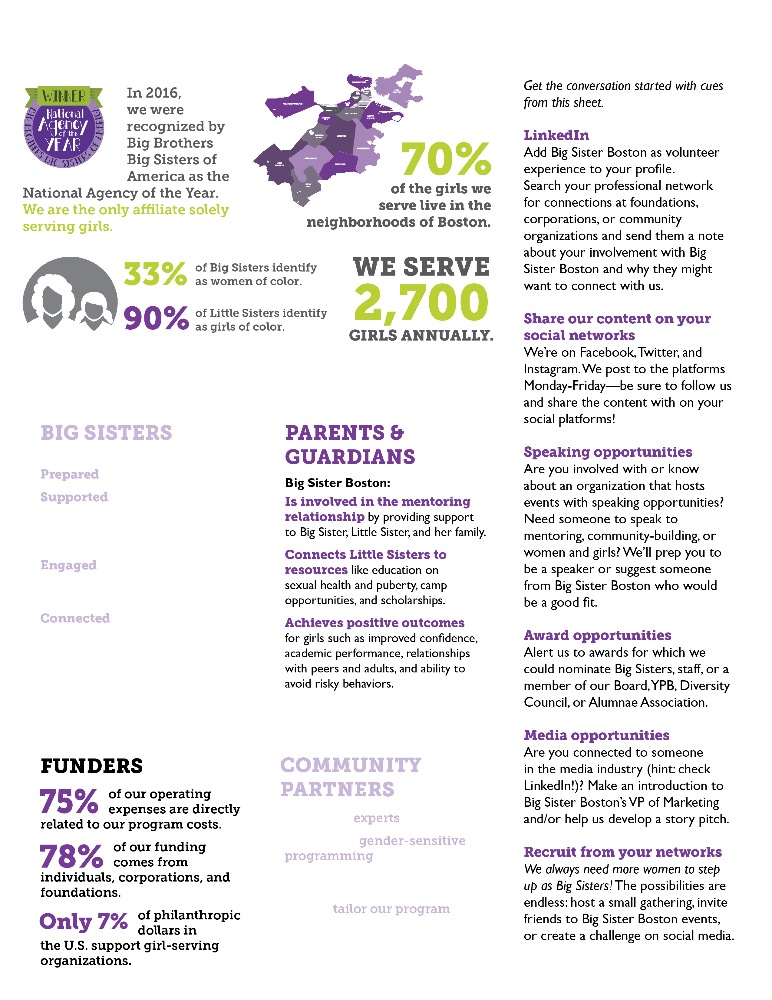 WINNER
National
Agency
of the
YEAR
BIG BROTHERS BIG SISTERS OF AMERICA
In 2016,
we were
recognized by
Big Brothers
Big Sisters of
America as the
National Agency of the Year.
We are the only affiliate solely
serving girls.
CHARLESTOWN
EAST
BOSTON
ALLSTON/BRIGHTON
SOUTH END
SOUTH
BOSTON
MISSION
HILL
JAMAICA
PLAIN
ROXBURY
DORCHESTER
ROSLINDALE
WEST
ROXBURY
MATTAPAN
HYDE
PARK
70%
of the girls we
serve live in the
neighborhoods of Boston.
33%
of Big Sisters identify
as women of color.
90%
of Little Sisters identify
as girls of color.
WE SERVE
2,700
GIRLS ANNUALLY.
BIG SISTERS
Prepared
Supported
Engaged
Connected
PARENTS &
GUARDIANS
Big Sister Boston:
Is involved in the mentoring
relationship by providing support
to Big Sister, Little Sister, and her family.
Connects Little Sisters to
resources like education on
sexual health and puberty, camp
opportunities, and scholarships.
Achieves positive outcomes
for girls such as improved confidence,
academic performance, relationships
with peers and adults, and ability to
avoid risky behaviors.
FUNDERS
75% of our operating
expenses are directly
related to our program costs.
78% of our funding
comes from
individuals, corporations, and
foundations.
Only 7% of philanthropic
dollars in
the U.S. support girl-serving
organizations.
COMMUNITY
PARTNERS
experts
gender-sensitive
programming
tailor our program
Get the conversation started with cues
from this sheet.
LinkedIn
Add Big Sister Boston as volunteer
experience to your profile.
Search your professional network
for connections at foundations,
corporations, or community
organizations and send them a note
about your involvement with Big
Sister Boston and why they might
want to connect with us.
Share our content on your
social networks
We're on Facebook, Twitter, and
Instagram. We post to the platforms
Monday-Friday—be sure to follow us
and share the content with on your
social platforms!
Speaking opportunities
Are you involved with or know
about an organization that hosts
events with speaking opportunities?
Need someone to speak to
mentoring, community-building, or
women and girls? We'll prep you to
be a speaker or suggest someone
from Big Sister Boston who would
be a good fit.
Award opportunities
Alert us to awards for which we
could nominate Big Sisters, staff, or a
member of our Board, YPB, Diversity
Council, or Alumnae Association.
Media opportunities
Are you connected to someone
in the media industry (hint: check
LinkedIn!)? Make an introduction to
Big Sister Boston's VP of Marketing
and/or help us develop a story pitch.
Recruit from your networks
We always need more women to step
up as Big Sisters! The possibilities are
endless: host a small gathering, invite
friends to Big Sister Boston events,
or create a challenge on social media.